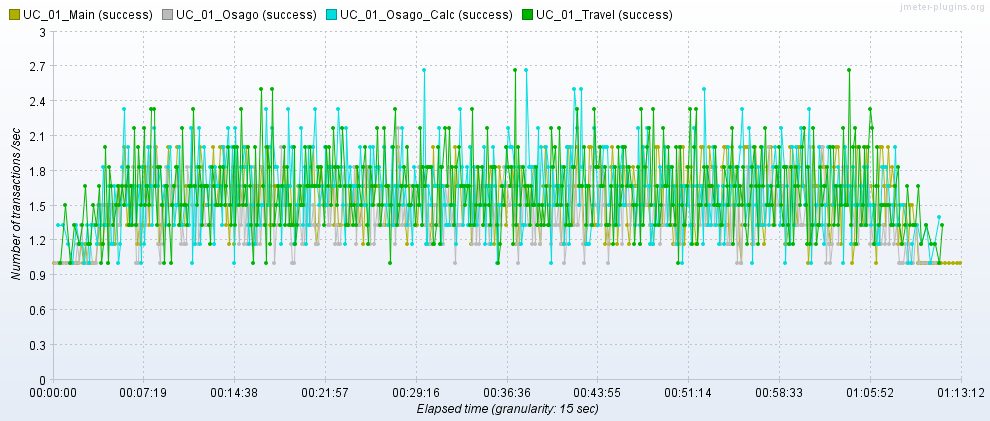 UC_01_Main (success) UC_01_Osago (success) UC_01_Osago_Calc (success) UC_01_Travel (success)
jmeter-plugins.org
Number of transactions /sec
3
2.7
2.4
2.1
1.8
1.5
1.2
0.9
0.6
0.3
0
00:00:00 00:07:19 00:14:38 00:21:57 00:29:16 00:36:36 00:43:55 00:51:14 00:58:33 01:05:52 01:13:12
Elapsed time (granularity: 15 sec)